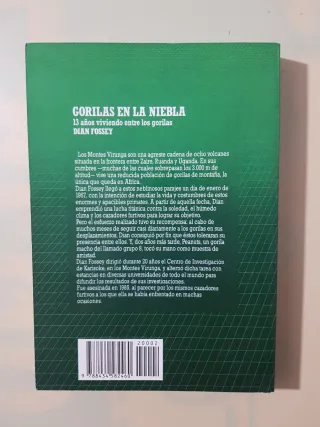 GORILAS EN LA NIEBLA
13 años viviendo entre los gorilas
DIAN FOSSEY
Los Montes Virunga son una agreste cadena de ocho volcanes
situada en la frontera entre Zaire, Ruanda y Uganda. En sus
cumbres —muchas de las cuales sobrepasan los 3.000 m de
altitud— vive una reducida población de gorilas de montaña, la
única que queda en África.
Dian Fossey llegó a estos neblinosos parajes un día de enero de
1967, con la intención de estudiar la vida y costumbres de estos
enormes y apacibles primates. A partir de aquella fecha, Dian
emprendió una lucha titánica contra la soledad, el húmedo
clima y los cazadores furtivos para lograr su objetivo.
Pero el esfuerzo realizado tuvo su recompensa: al cabo de
muchos meses de seguir casi diariamente a los gorilas en sus
desplazamientos, Dian consiguió por fin que éstos toleraran su
presencia entre ellos. Y, dos años más tarde, Peanuts, un gorila
macho del llamado grupo 8, tocó su mano como muestra de
amistad.
Dian Fossey dirigió durante 20 años el Centro de Investigación
de Karisoke, en los Montes Virunga, y alternó dicha tarea con
estancias en diversas universidades de todo el mundo para
difundir los resultados de sus investigaciones.
Fue asesinada en 1985, al parecer por los mismos cazadores
furtivos a los que ella se había enfrentado en muchas
ocasiones.
20002
9 788434 582460